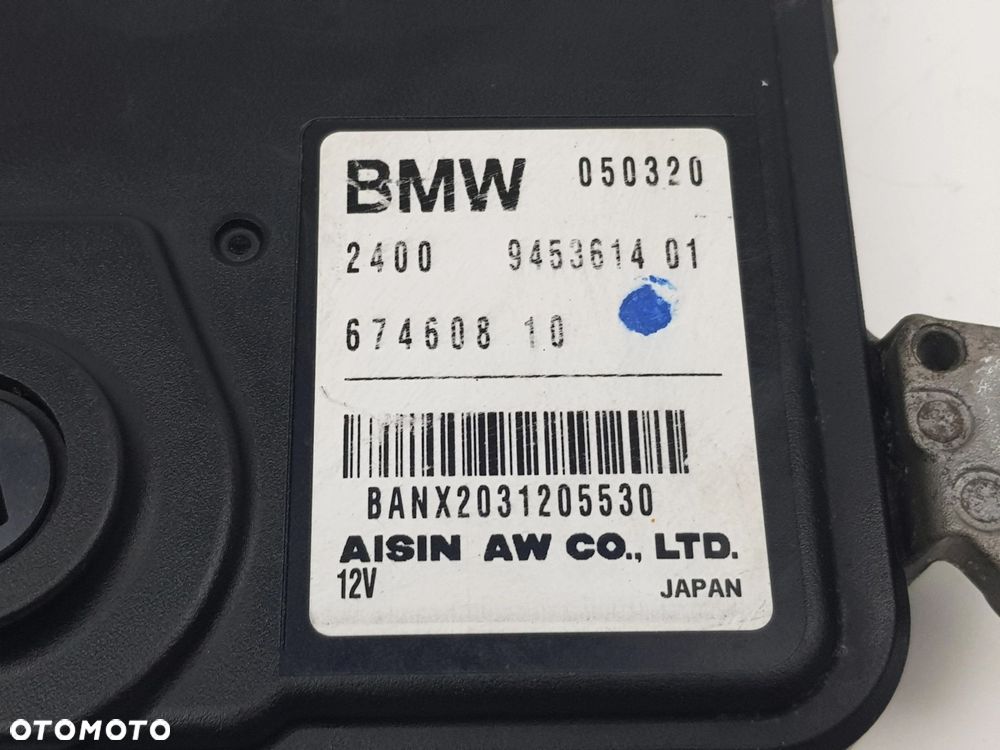 BMW 050320
2400 9453614 01
674608 10
BANX2031205530
AISIN AW CO., LTD.
12V JAPAN
OTOMOTO